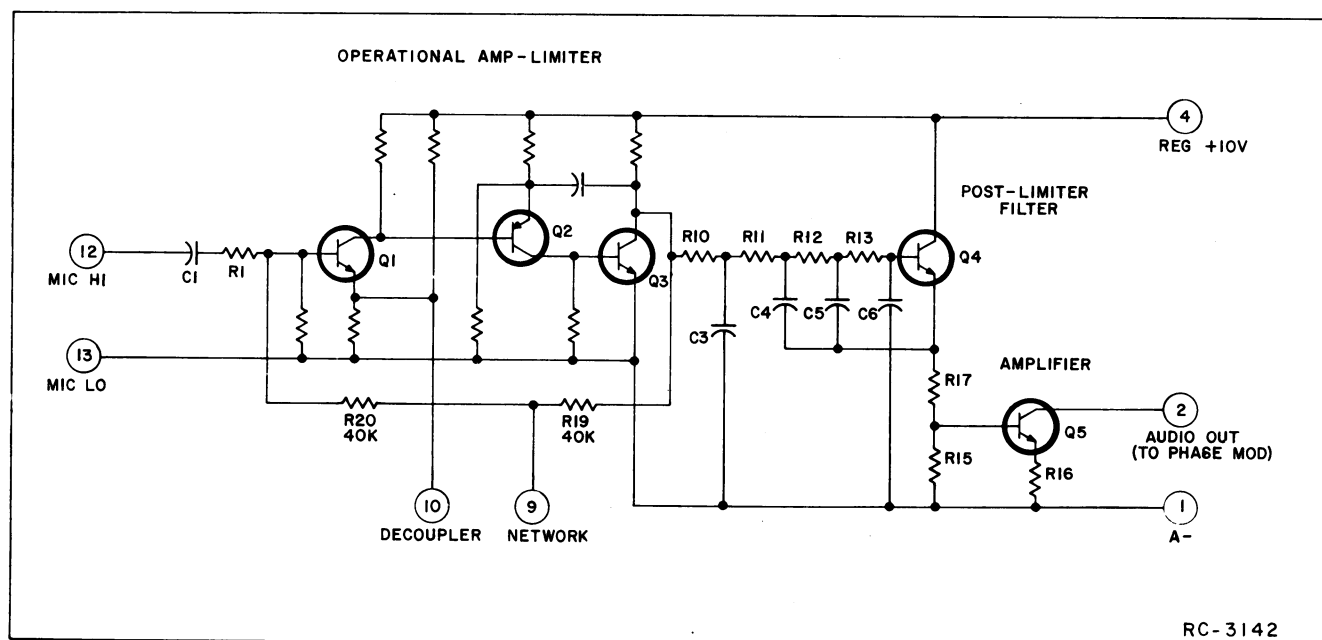 OPERATIONAL AMP-LIMITER
4
REG +10V
POST-LIMITER
FILTER
12
MIC HI
C1
R1
Q1
Q2
Q3
R10
R11
R12
R13
Q4
C3
C4
C5
C6
13
MIC LO
R20
40K
R19
40K
R17
AMPLIFIER
Q5
2
AUDIO OUT
(TO PHASE MOD)
R15
R16
10
DECOUPLER
9
NETWORK
1
A-
RC-3142